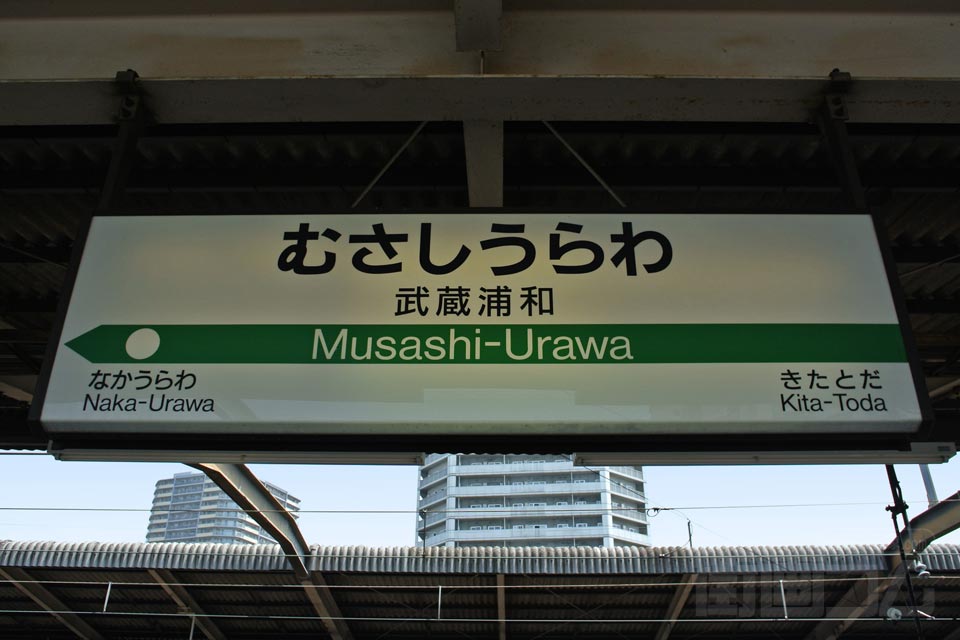 むさしうらわ
武蔵浦和
Musashi-Urawa
なかうらわ
Naka-Urawa
きたとだ
Kita-Toda